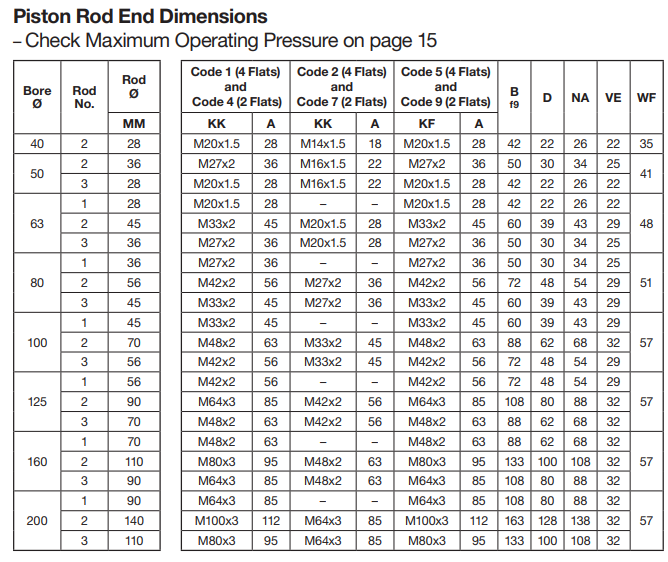 Piston Rod End Dimensions
– Check Maximum Operating Pressure on page 15
Bore Ø Rod No. Rod Ø Code 1 (4 Flats) and Code 4 (2 Flats) Code 2 (4 Flats) and Code 7 (2 Flats) Code 5 (4 Flats) and Code 9 (2 Flats) B f9 D NA VE WF
MM KK A KK A KF A
40 2 28 M20x1.5 28 M14x1.5 18 M20x1.5 28 42 22 26 22 35
50 2 36 M27x2 36 M16x1.5 22 M27x2 36 50 30 34 25 41
3 28 M20x1.5 28 M16x1.5 22 M20x1.5 28 42 22 26 22
63 1 28 M20x1.5 28 – – M20x1.5 28 42 22 26 22 48
2 45 M33x2 45 M20x1.5 28 M33x2 45 60 39 43 29
3 36 M27x2 36 M20x1.5 28 M27x2 36 50 30 34 25
80 1 36 M27x2 36 – – M27x2 36 50 30 34 25 51
2 56 M42x2 56 M27x2 36 M42x2 56 72 48 54 29
3 45 M33x2 45 M27x2 36 M33x2 45 60 39 43 29
100 1 45 M33x2 45 – – M33x2 45 60 39 43 29 57
2 70 M48x2 63 M33x2 45 M48x2 63 88 62 68 32
3 56 M42x2 56 M33x2 45 M42x2 56 72 48 54 29
125 1 56 M42x2 56 – – M42x2 56 72 48 54 29 57
2 90 M64x3 85 M42x2 56 M64x3 85 108 80 88 32
3 70 M48x2 63 M42x2 56 M48x2 63 88 62 68 32
160 1 70 M48x2 63 – – M48x2 63 88 62 68 32 57
2 110 M80x3 95 M48x2 63 M80x3 95 133 100 108 32
3 90 M64x3 85 M48x2 63 M64x3 85 108 80 88 32
200 1 90 M64x3 85 – – M64x3 85 108 80 88 32 57
2 140 M100x3 112 M64x3 85 M100x3 112 163 128 138 32
3 110 M80x3 95 M64x3 85 M80x3 95 133 100 108 32